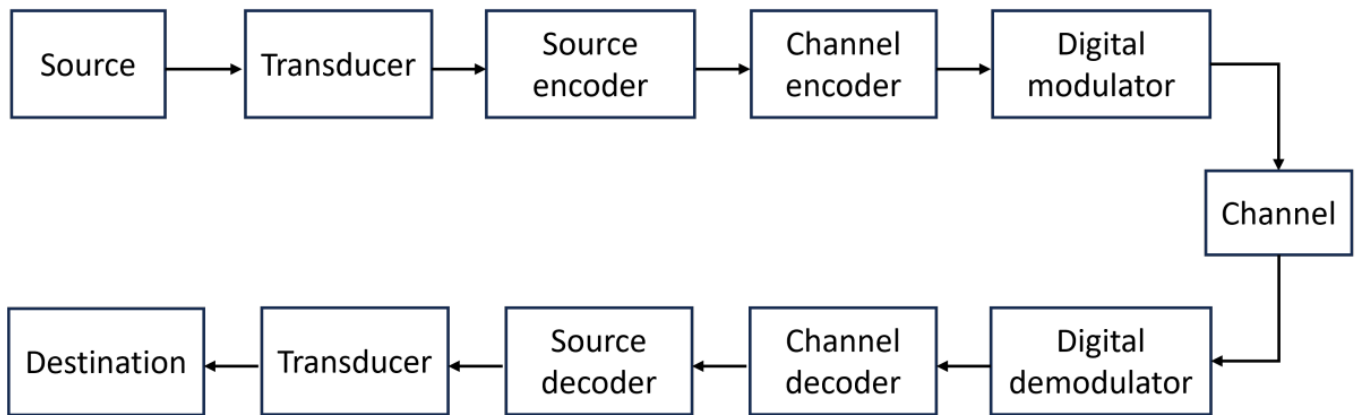 Source
Transducer
Source
encoder
Channel
encoder
Digital
modulator
Channel
Destination
Transducer
Source
decoder
Channel
decoder
Digital
demodulator